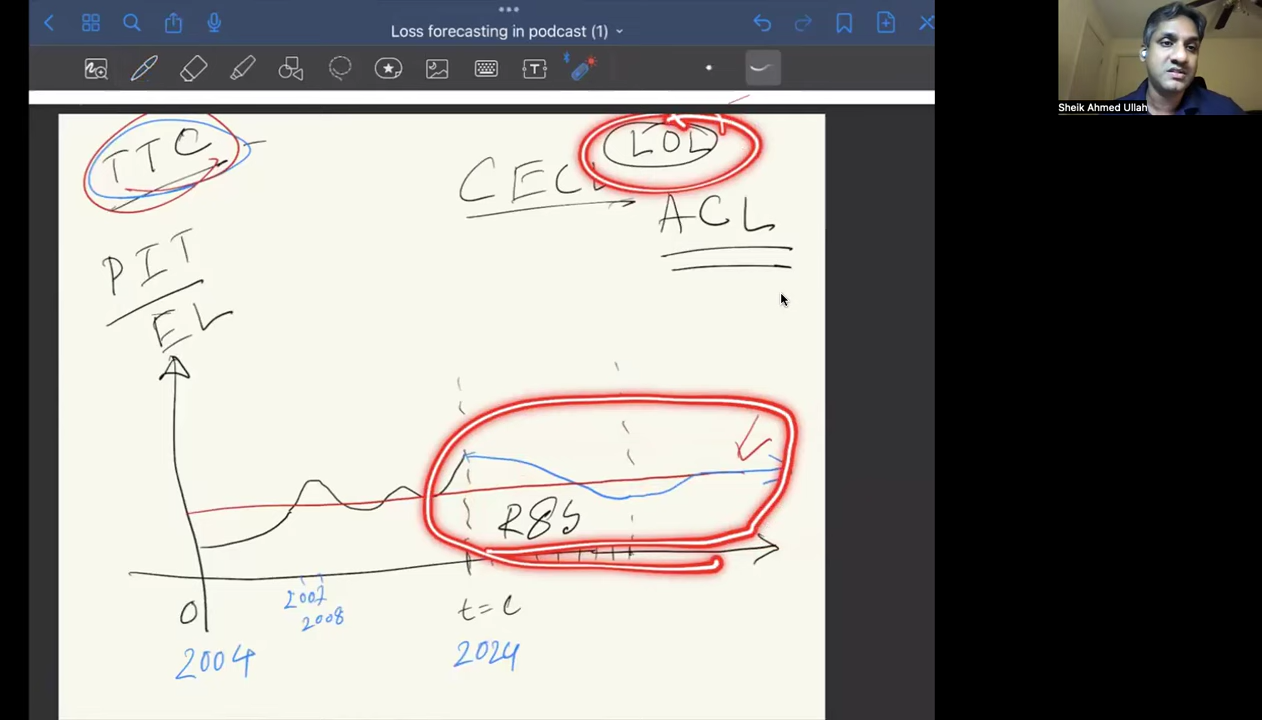 Loss forecasting in podcast (1)
Sheik Ahmed Ullah
TTC
LOL
CECL
ACL
PIT
EL
R&S
0
2007
2008
t=0
2004
2024